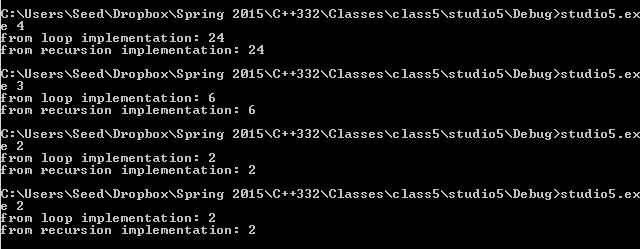 C:\Users\Seed\Dropbox\Spring 2015\C++332\Classes\class5\studio5\Debug>studio5.ex
e 4
from loop implementation: 24
from recursion implementation: 24
C:\Users\Seed\Dropbox\Spring 2015\C++332\Classes\class5\studio5\Debug>studio5.ex
e 3
from loop implementation: 6
from recursion implementation: 6
C:\Users\Seed\Dropbox\Spring 2015\C++332\Classes\class5\studio5\Debug>studio5.ex
e 2
from loop implementation: 2
from recursion implementation: 2
C:\Users\Seed\Dropbox\Spring 2015\C++332\Classes\class5\studio5\Debug>studio5.ex
e 2
from loop implementation: 2
from recursion implementation: 2